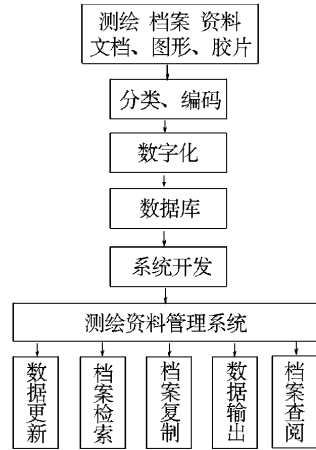 测绘 档案 资料
文档、图形、胶片
分类、编码
数字化
数据库
系统开发
测绘资料管理系统
数据更新
档案检索
档案复制
数据输出
档案查阅